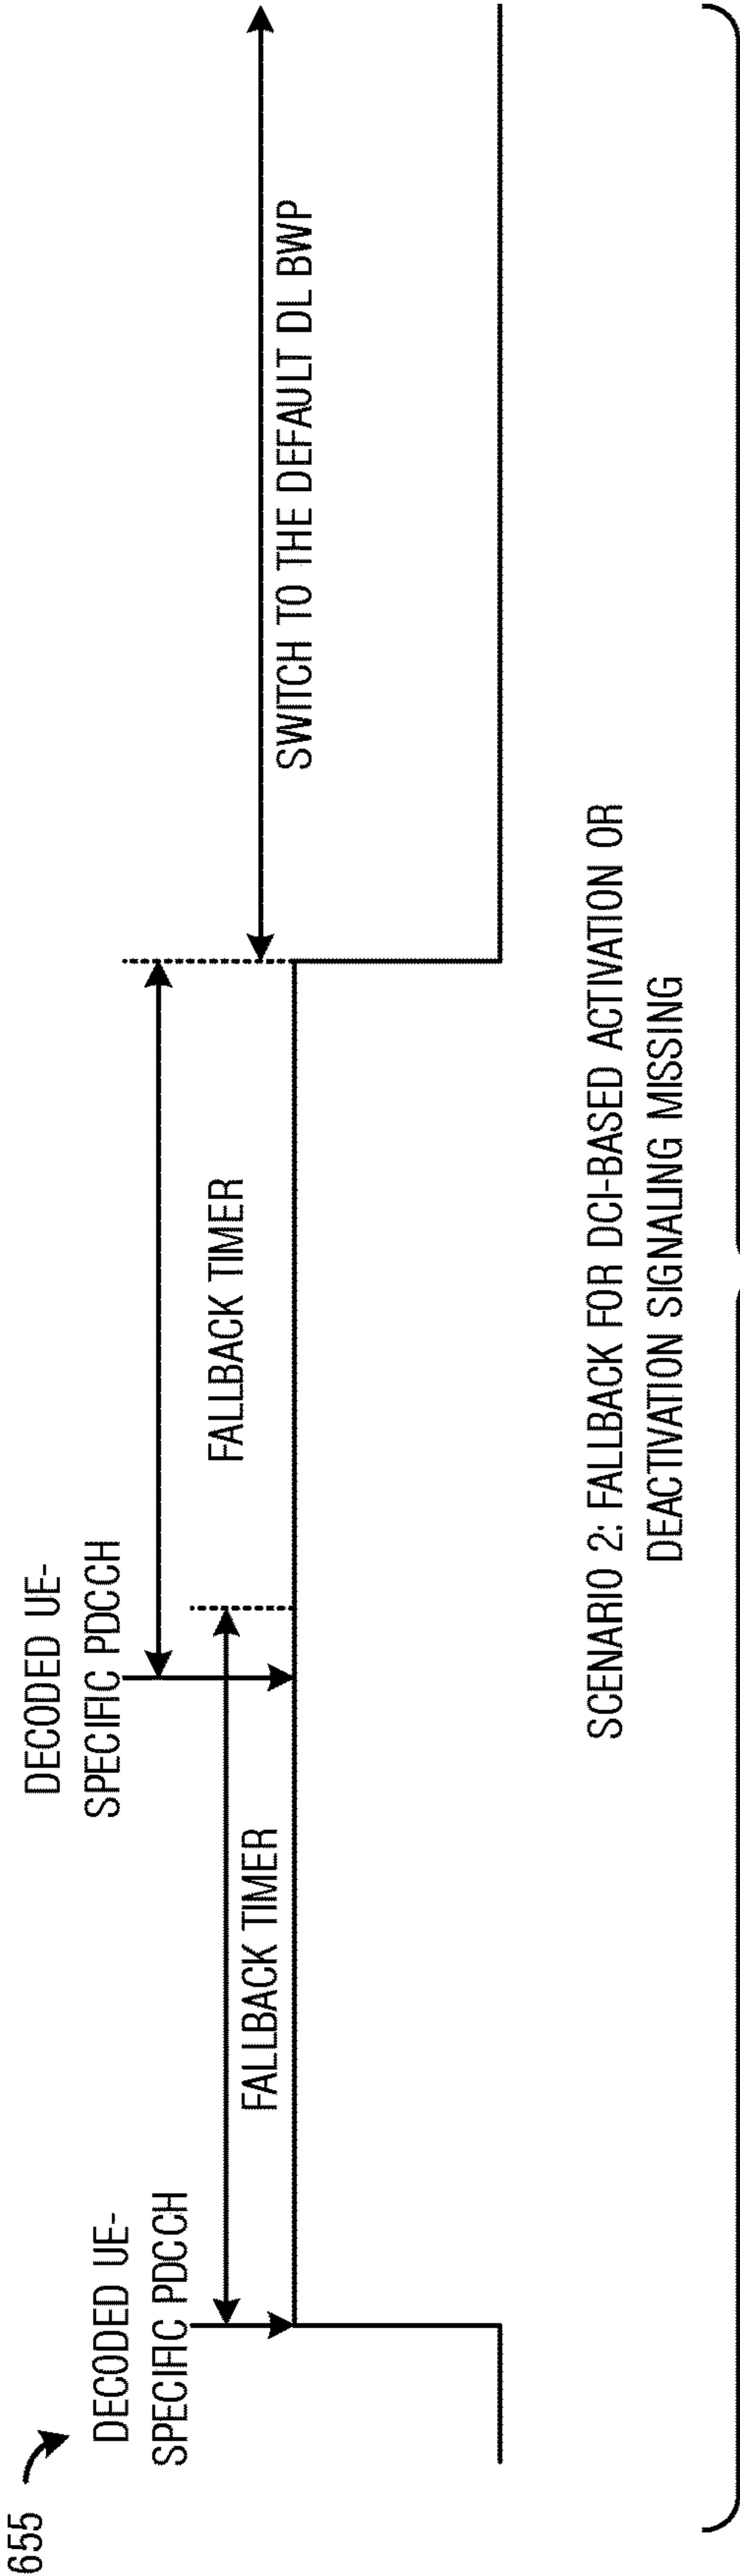 655
DECODED UE-
SPECIFIC PDCCH
FALLBACK TIMER
DECODED UE-
SPECIFIC PDCCH
FALLBACK TIMER
SWITCH TO THE DEFAULT DL BWP
SCENARIO 2: FALLBACK FOR DCI-BASED ACTIVATION OR
DEACTIVATION SIGNALING MISSING